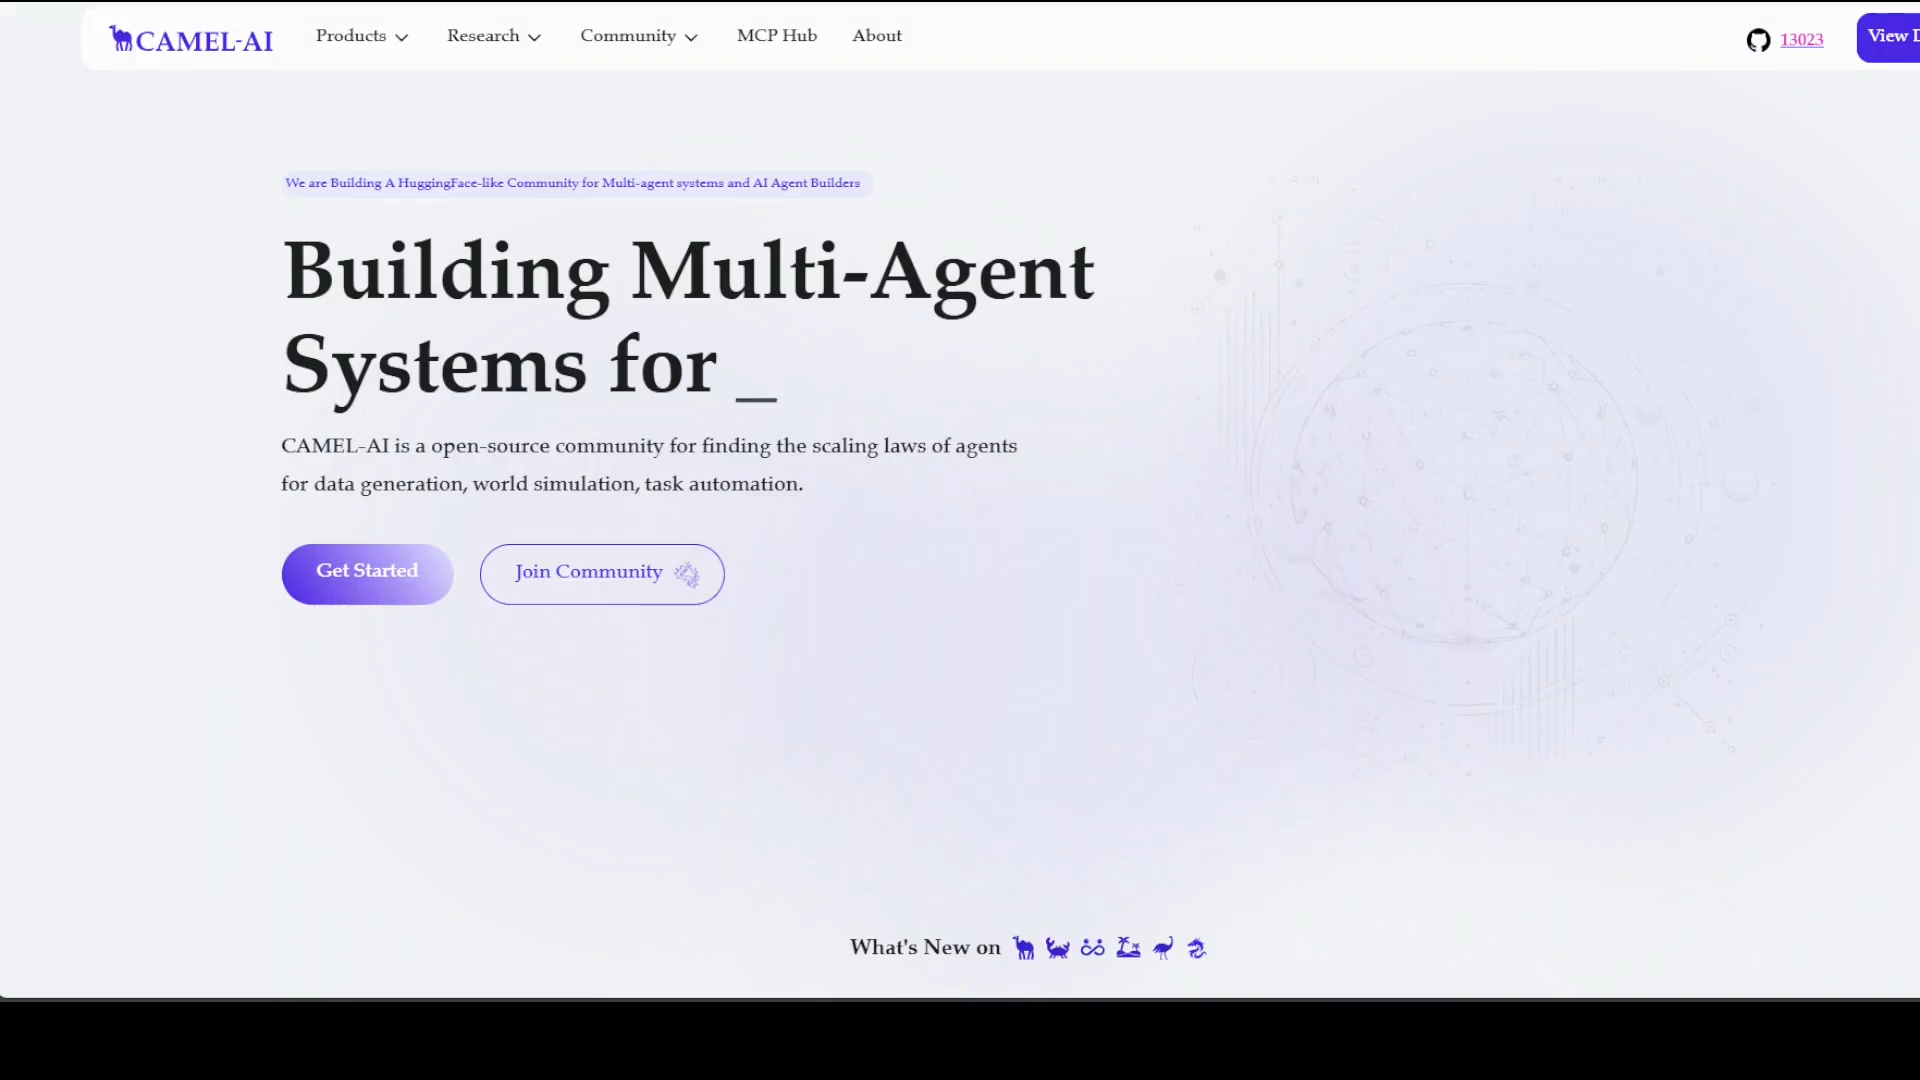 CAMEL-AI
Products
Research
Community
MCP Hub
About
13023
View
We are Building A HuggingFace-like Community for Multi-agent systems and AI Agent Builders
Building Multi-Agent
Systems for _
CAMEL-AI is a open-source community for finding the scaling laws of agents
for data generation, world simulation, task automation.
Get Started
Join Community
What's New on